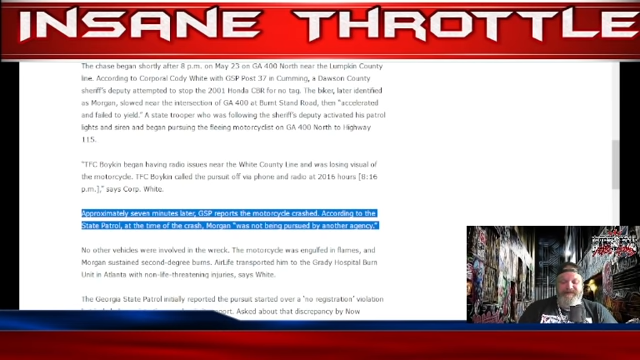 INSANE THROTTLE
The chase began shortly after 8 p.m. on May 23 on GA 400 North near the Lumpkin County
line. According to Corporal Cody White with GSP Post 37 in Cumming, a Dawson County
sheriff's deputy attempted to stop the 2001 Honda CBR for no tag. The biker, later identified
as Morgan, slowed near the intersection of GA 400 at Burnt Stand Road, then "accelerated
and failed to yield." A state trooper who was following the sheriff's deputy activated his patrol
lights and siren and began pursuing the fleeing motorcyclist on GA 400 North to Highway
115.
"TFC Boykin began having radio issues near the White County Line and was losing visual of
the motorcycle. TFC Boykin called the pursuit off via phone and radio at 2016 hours [8:16
p.m.]," says Corp. White.
Approximately seven minutes later, GSP reports the motorcycle crashed. According to the
State Patrol, at the time of the crash, Morgan "was not being pursued by another agency."
No other vehicles were involved in the wreck. The motorcycle was engulfed in flames, and
Morgan sustained second-degree burns. AirLife transported him to the Grady Hospital Burn
Unit in Atlanta with non-life-threatening injuries, says White.
The Georgia State Patrol initially reported the pursuit started over a 'no registration' violation
report. Asked about that discrepancy by Now